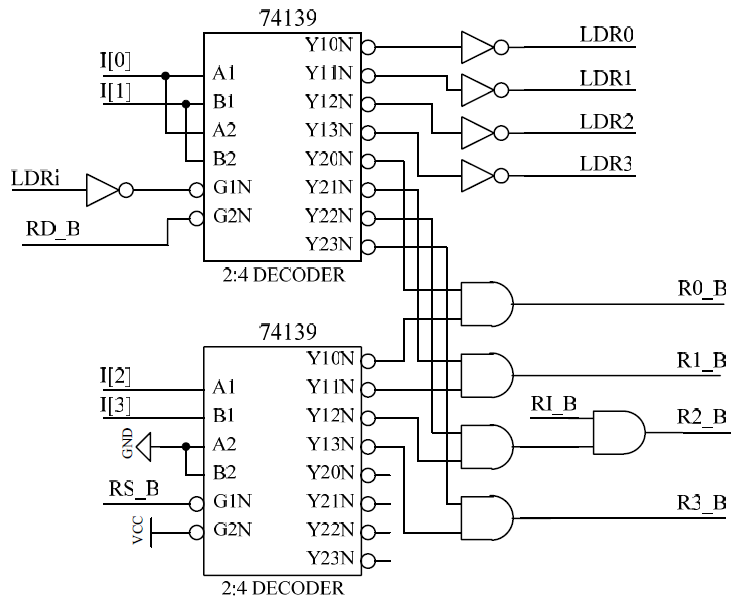 74139
I[0]
I[1]
LDRi
RD_B
A1
B1
A2
B2
G1N
G2N
Y10N
Y11N
Y12N
Y13N
Y20N
Y21N
Y22N
Y23N
2:4 DECODER
LDR0
LDR1
LDR2
LDR3
74139
I[2]
I[3]
GND
RS_B
VCC
A1
B1
A2
B2
G1N
G2N
Y10N
Y11N
Y12N
Y13N
Y20N
Y21N
Y22N
Y23N
2:4 DECODER
R0_B
R1_B
RI_B
R2_B
R3_B